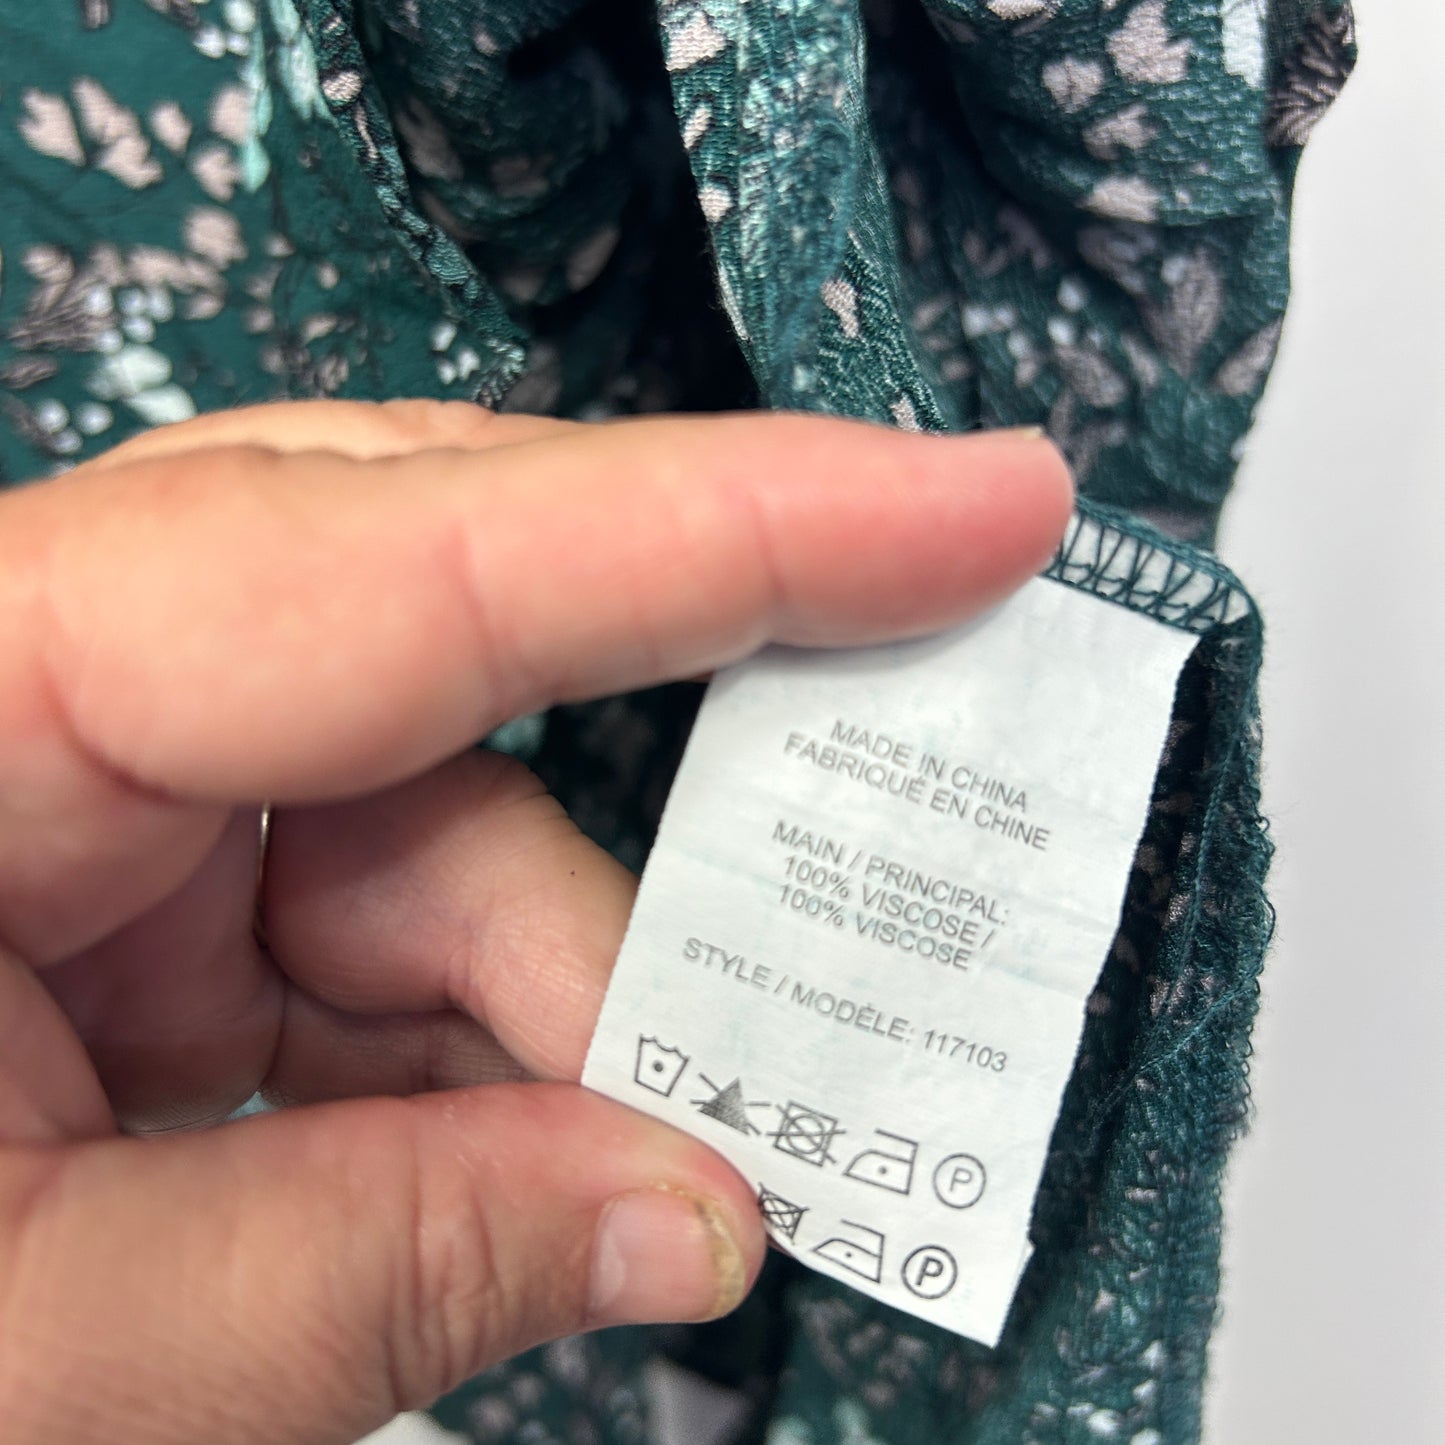 MADE IN CHINA
FABRIQUÉ EN CHINE
MAIN / PRINCIPAL:
100% VISCOSE /
100% VISCOSE
STYLE / MODÈLE: 117103
P
P